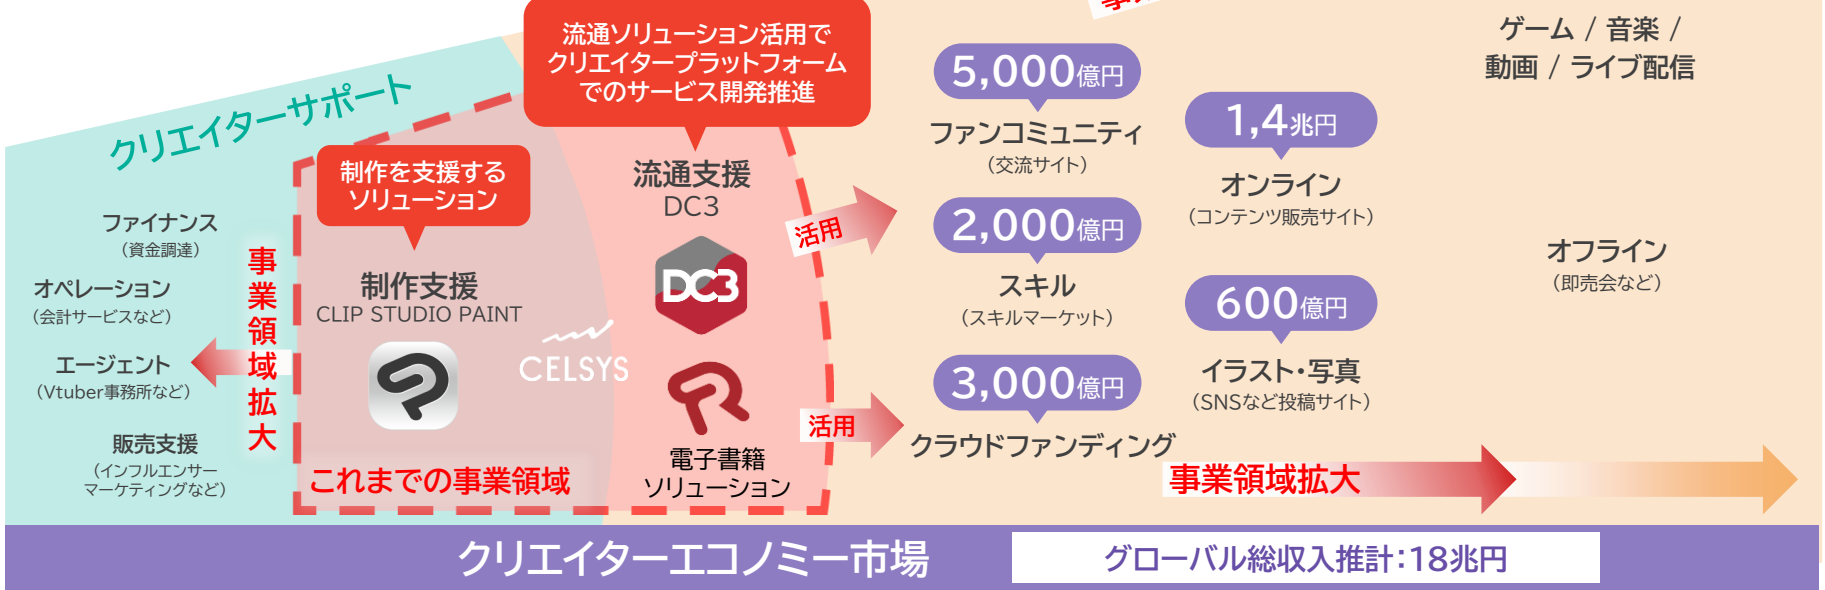 クリエイターサポート
ファイナンス
(資金調達)
オペレーション
(会計サービスなど)
エージェント
(Vtuber事務所など)
販売支援
(インフルエンサー
マーケティングなど)
事業領域拡大
制作を支援する
ソリューション
制作支援
CLIP STUDIO PAINT
これまでの事業領域
CELSYS
流通ソリューション活用で
クリエイタープラットフォーム
でのサービス開発推進
流通支援
DC3
DC3
電子書籍
ソリューション
活用
活用
5,000億円
ファンコミュニティ
(交流サイト)
2,000億円
スキル
(スキルマーケット)
3,000億円
クラウドファンディング
1,4兆円
オンライン
(コンテンツ販売サイト)
600億円
イラスト・写真
(SNSなど投稿サイト)
ゲーム / 音楽 /
動画 / ライブ配信
オフライン
(即売会など)
事業領域拡大
クリエイターエコノミー市場
グローバル総収入推計:18兆円